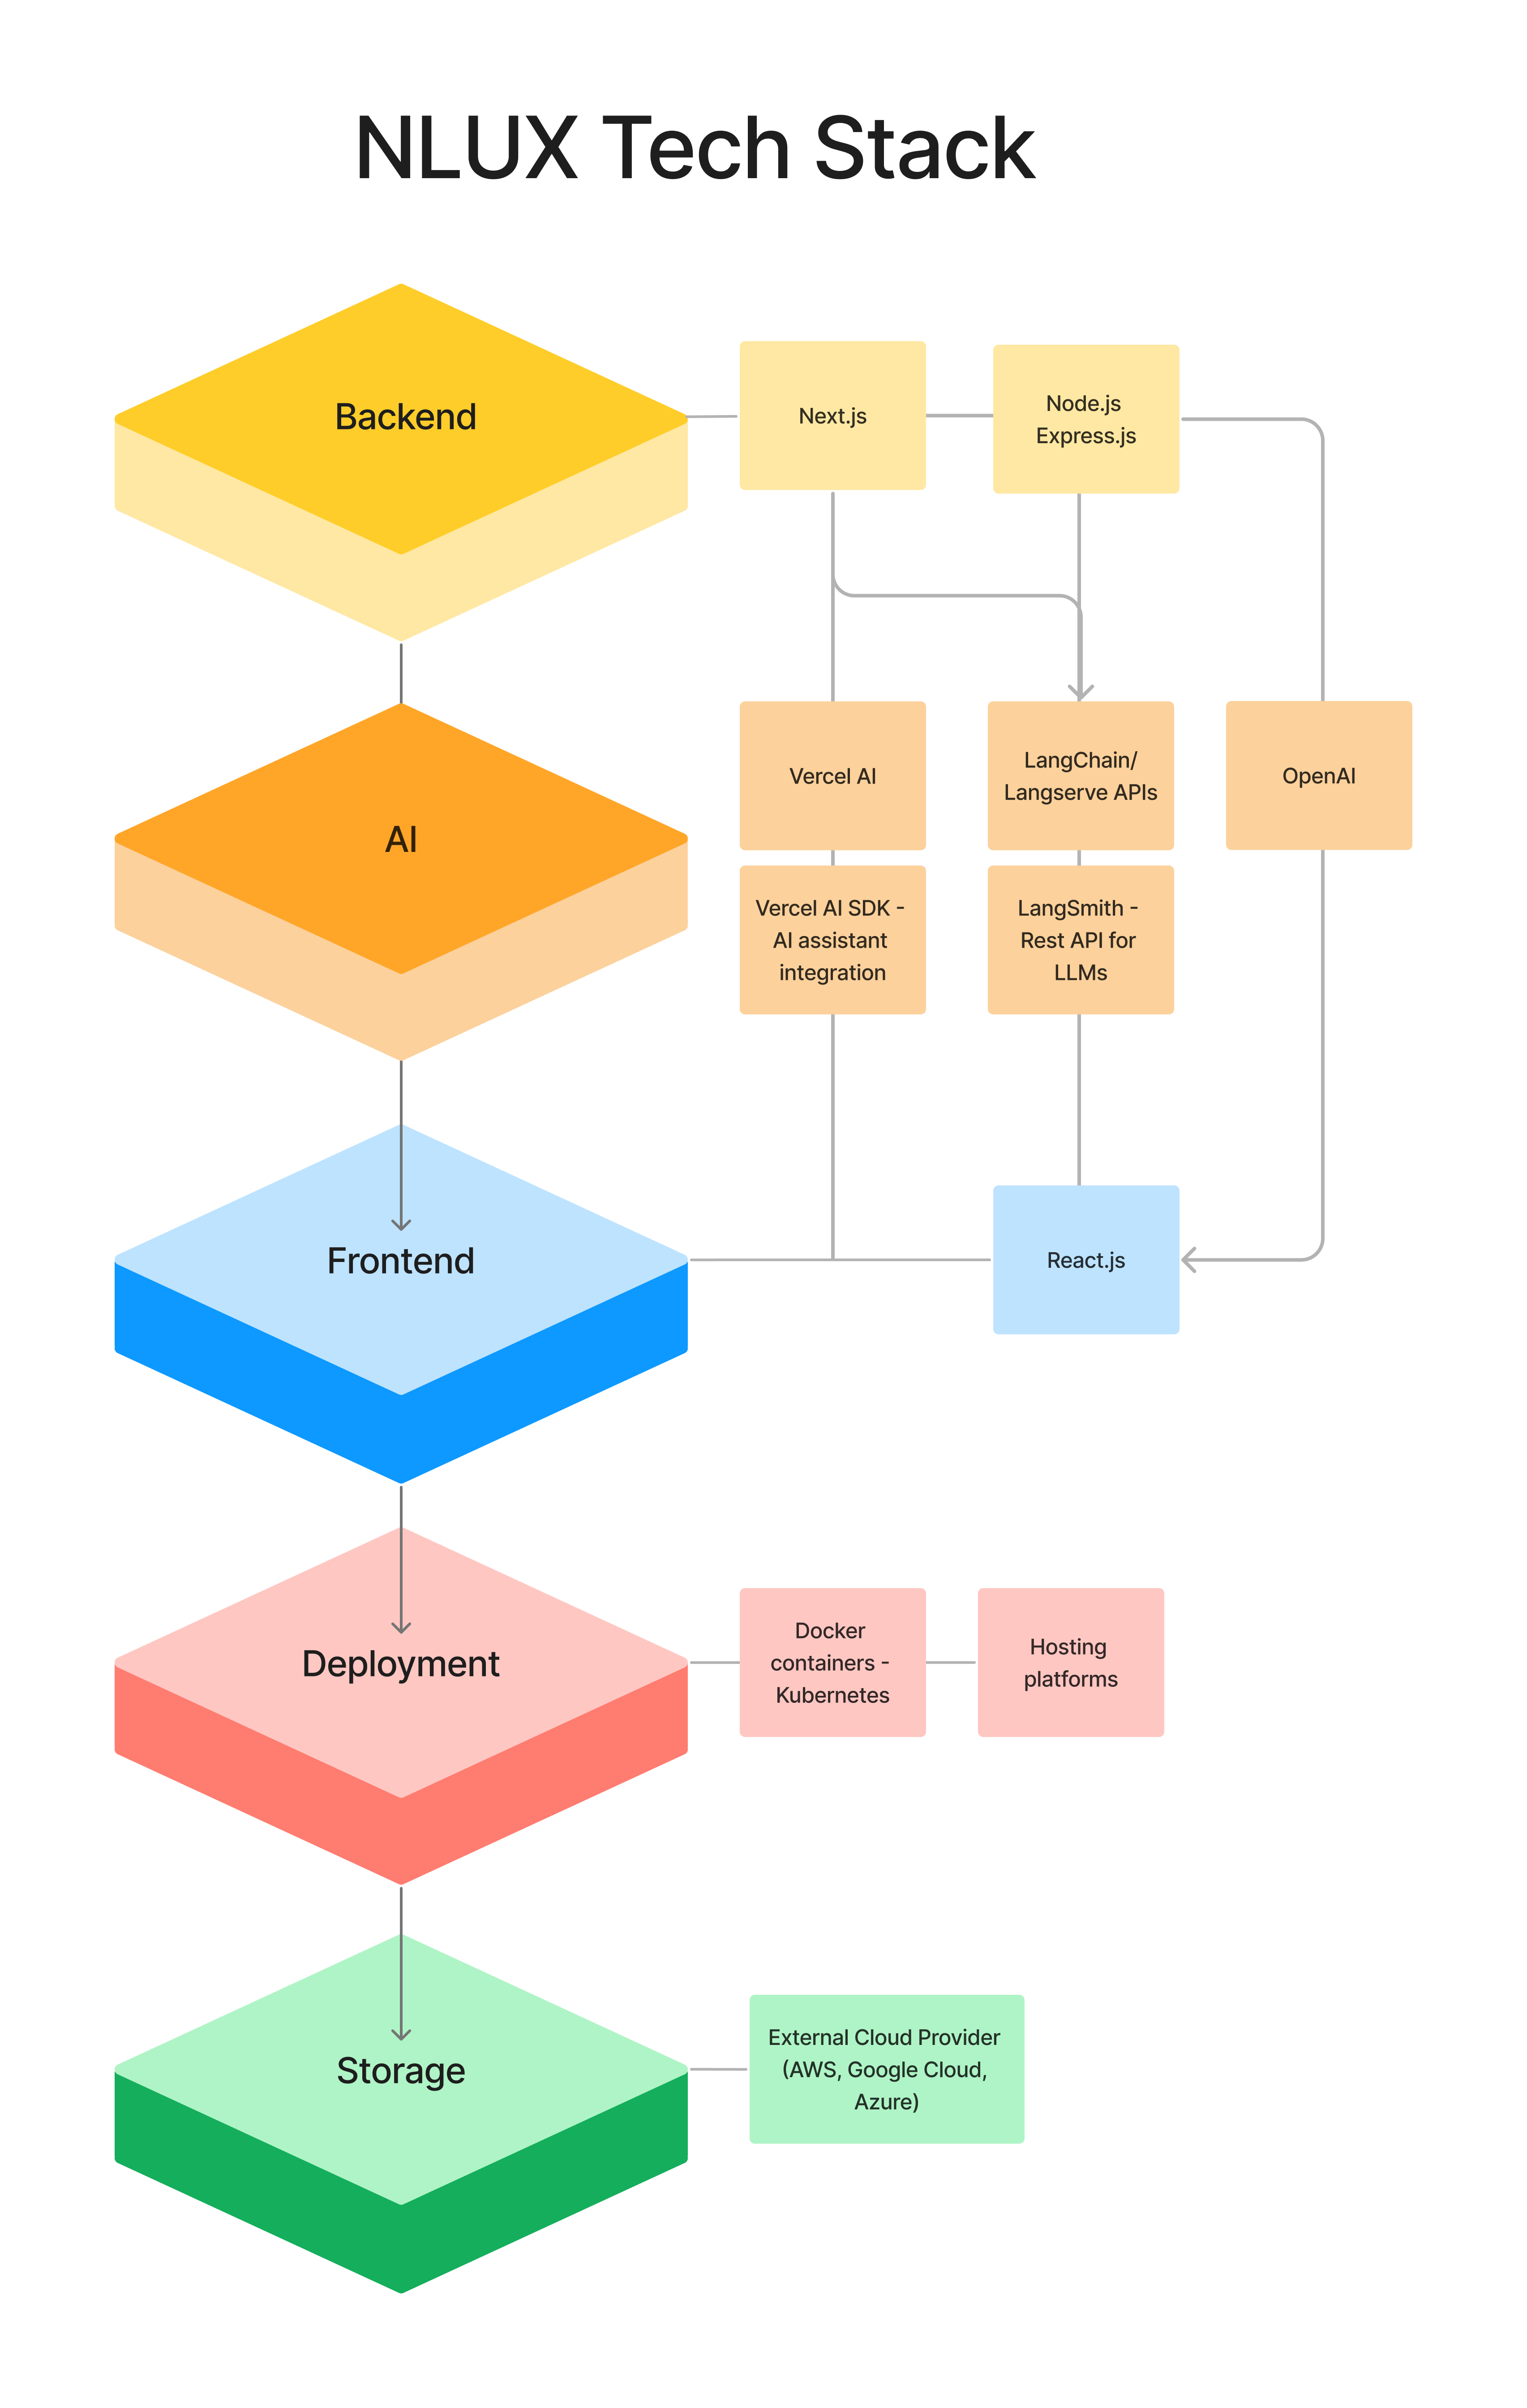 NLUX Tech Stack
Backend
Next.js
Node.js
Express.js
AI
Vercel AI
LangChain/
Langserve APIs
OpenAI
Vercel AI SDK -
AI assistant
integration
LangSmith -
Rest API for
LLMs
Frontend
React.js
Deployment
Docker
containers -
Kubernetes
Hosting
platforms
Storage
External Cloud Provider
(AWS, Google Cloud,
Azure)